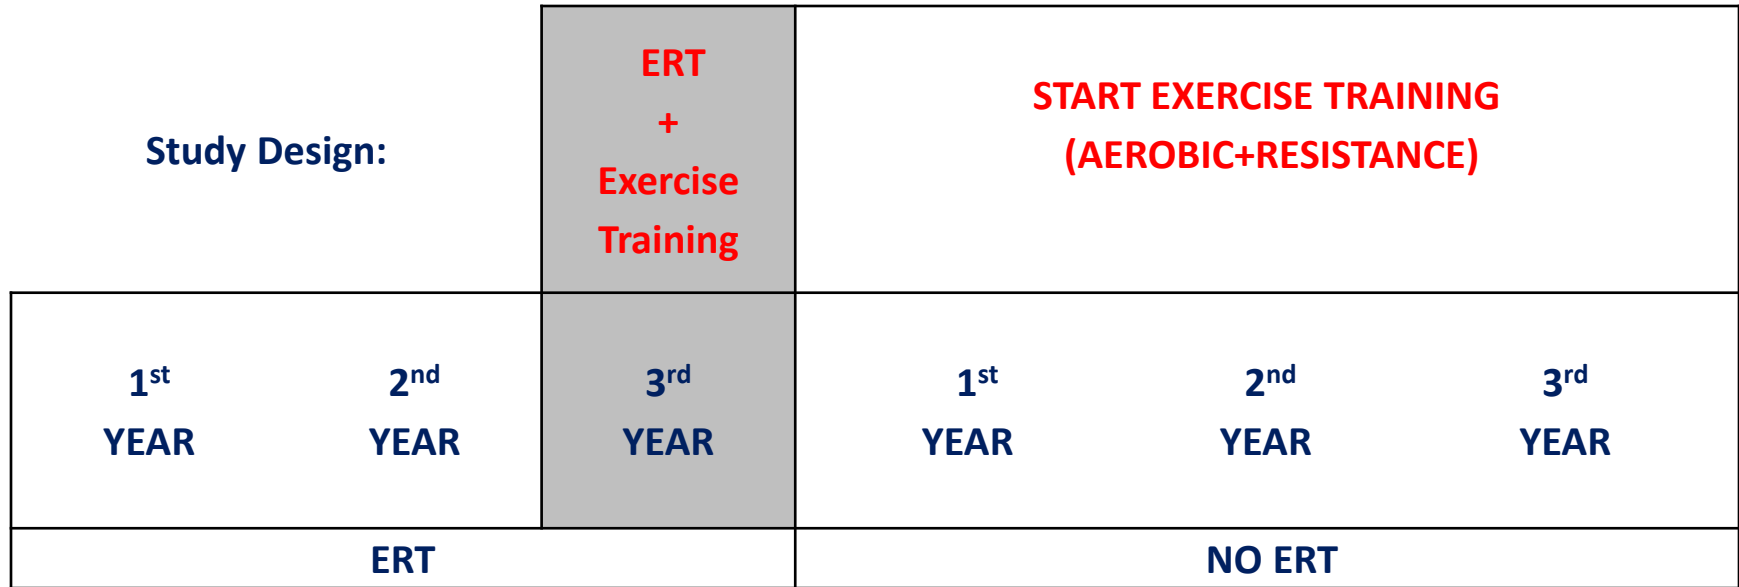 Study Design:
ERT
+
Exercise
Training
START EXERCISE TRAINING
(AEROBIC+RESISTANCE)
1st
YEAR
2nd
YEAR
3rd
YEAR
1st
YEAR
2nd
YEAR
3rd
YEAR
ERT
NO ERT